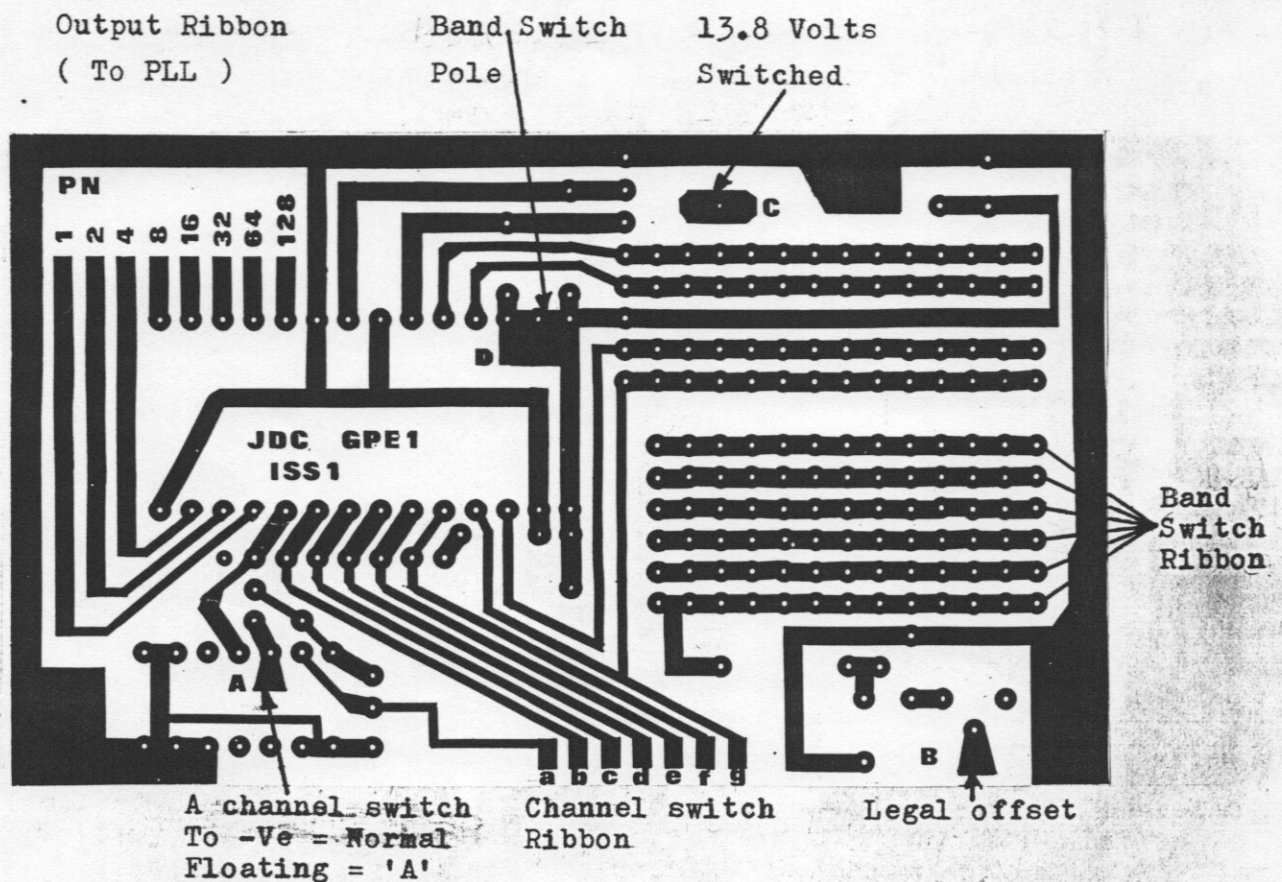 Output Ribbon
( To PLL )
Band Switch
Pole
13.8 Volts
Switched
PN
1 2 4 8 16 32 64 128
C
D
JDC GPE1
ISS1
Band
Switch
Ribbon
A
B
a b c d e f g
A channel switch
To -Ve = Normal
Floating = 'A'
Channel switch
Ribbon
Legal offset